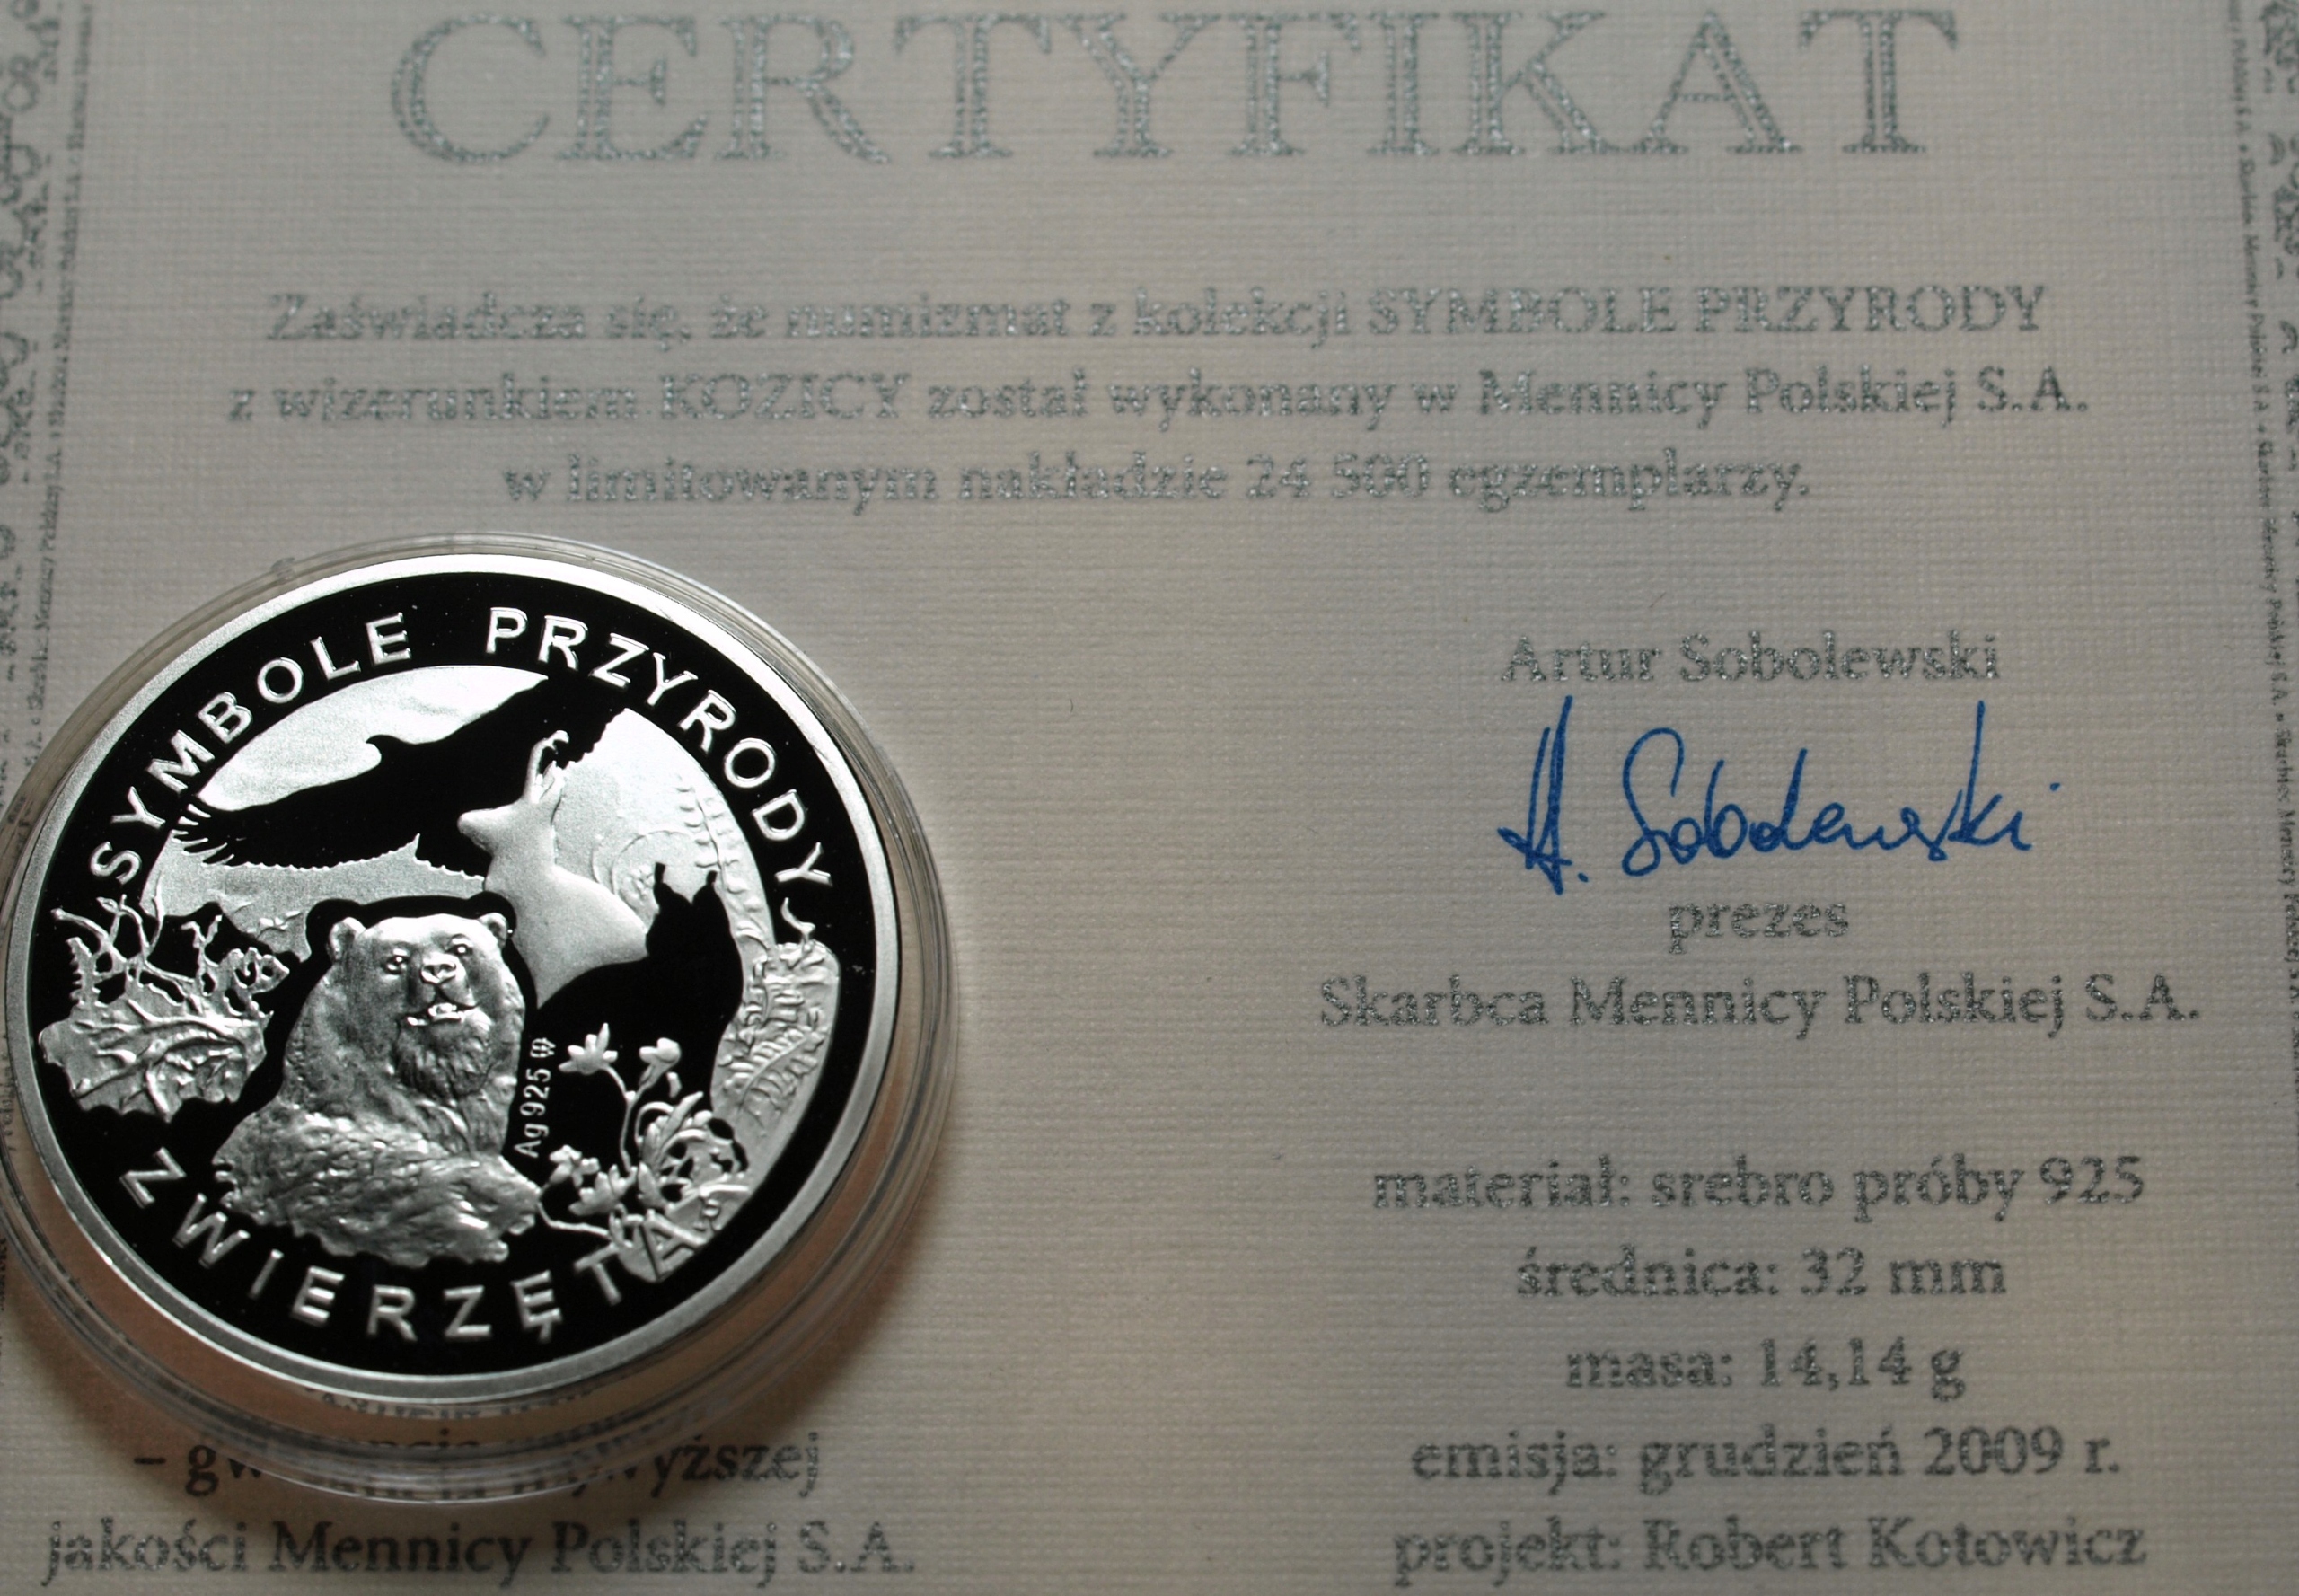 CERTYFIKAT
Zaświadcza się, że numizmat z kolekcji SYMBOLE PRZYRODY
z wizerunkiem KOZICY został wykonany w Mennicy Polskiej S.A.
w limitowanym nakładzie 24 500 egzemplarzy.
Artur Sobolewski
A. Sobolewski
prezes
Skarbca Mennicy Polskiej S.A.
materiał: srebro próby 925
średnica: 32 mm
masa: 14,14 g
emisja: grudzień 2009 r.
projekt: Robert Kotowicz
SYMBOLE PRZYRODY
Ag 925
ZWIERZĘTA
jakości Mennicy Polskiej S.A.